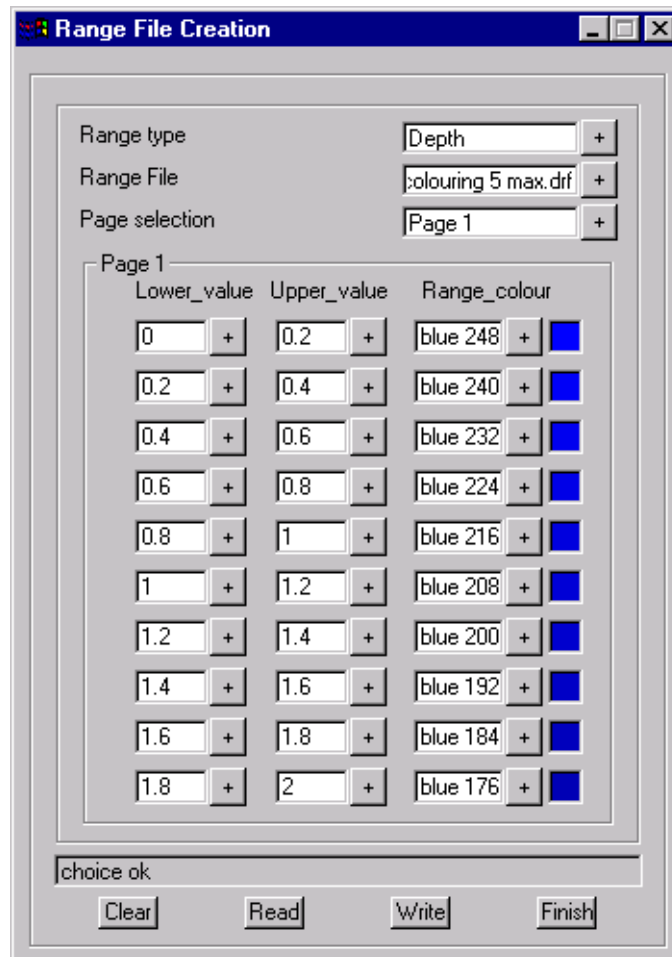 Range File Creation
Range type Depth +
Range File colouring 5 max.drf +
Page selection Page 1 +
Page 1
Lower_value Upper_value Range_colour
0 + 0.2 + blue 248 +
0.2 + 0.4 + blue 240 +
0.4 + 0.6 + blue 232 +
0.6 + 0.8 + blue 224 +
0.8 + 1 + blue 216 +
1 + 1.2 + blue 208 +
1.2 + 1.4 + blue 200 +
1.4 + 1.6 + blue 192 +
1.6 + 1.8 + blue 184 +
1.8 + 2 + blue 176 +
choice ok
Clear Read Write Finish